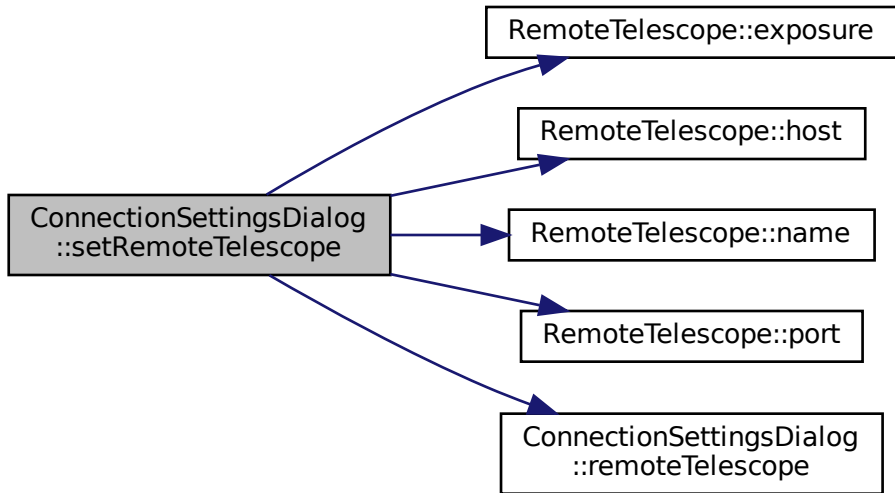 RemoteTelescope::exposure
RemoteTelescope::host
ConnectionSettingsDialog
::setRemoteTelescope
RemoteTelescope::name
RemoteTelescope::port
ConnectionSettingsDialog
::remoteTelescope